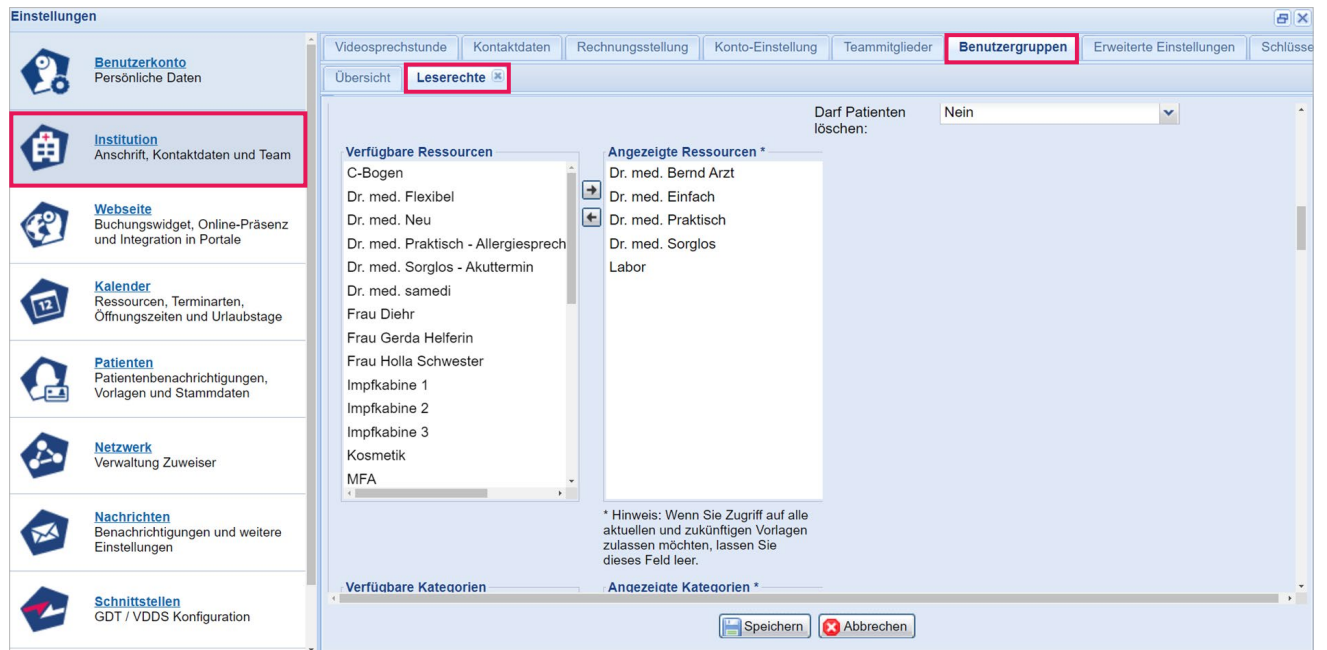 Einstellungen
Benutzerkonto
Persönliche Daten
Institution
Anschrift, Kontaktdaten und Team
Webseite
Buchungswidget, Online-Präsenz
und Integration in Portale
Kalender
Ressourcen, Terminarten,
Öffnungszeiten und Urlaubstage
Patienten
Patientenbenachrichtigungen,
Vorlagen und Stammdaten
Netzwerk
Verwaltung Zuweiser
Nachrichten
Benachrichtigungen und weitere
Einstellungen
Schnittstellen
GDT / VDDS Konfiguration
12
Videosprechstunde Kontaktdaten Rechnungsstellung Konto-Einstellung Teammitglieder Benutzergruppen Erweiterte Einstellungen Schlüsse
Übersicht Leserechte
Darf Patienten
löschen:
Nein
Verfügbare Ressourcen
C-Bogen
Dr. med. Flexibel
Dr. med. Neu
Dr. med. Praktisch - Allergiesprech
Dr. med. Sorglos - Akuttermin
Dr. med. samedi
Frau Diehr
Frau Gerda Helferin
Frau Holla Schwester
Impfkabine 1
Impfkabine 2
Impfkabine 3
Kosmetik
MFA
Angezeigte Ressourcen *
Dr. med. Bernd Arzt
Dr. med. Einfach
Dr. med. Praktisch
Dr. med. Sorglos
Labor
* Hinweis: Wenn Sie Zugriff auf alle
aktuellen und zukünftigen Vorlagen
zulassen möchten, lassen Sie
dieses Feld leer.
Verfügbare Kategorien
Angezeigte Kategorien *
Speichern Abbrechen